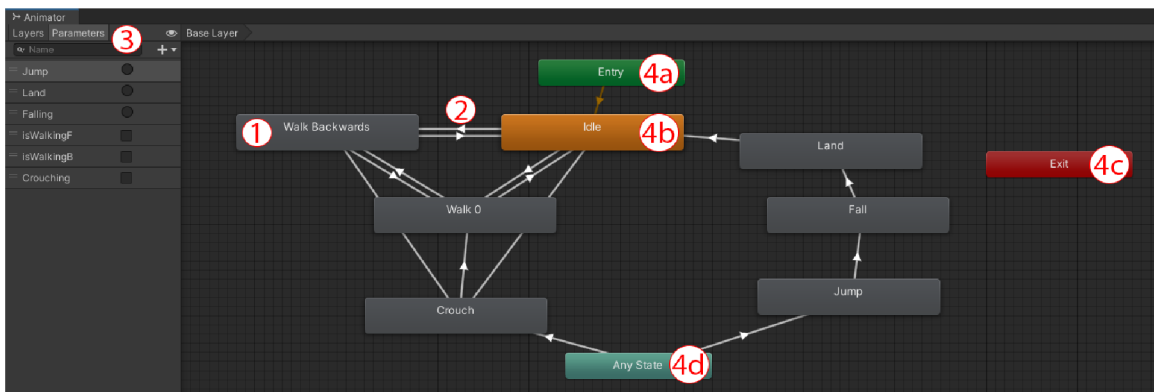 Animator
Layers Parameters
3
Base Layer
Name
Jump
Land
Falling
isWalkingF
isWalkingB
Crouching
Entry
4a
1
Walk Backwards
2
Idle
4b
Land
Exit
4c
Walk 0
Fall
Crouch
Jump
Any State
4d